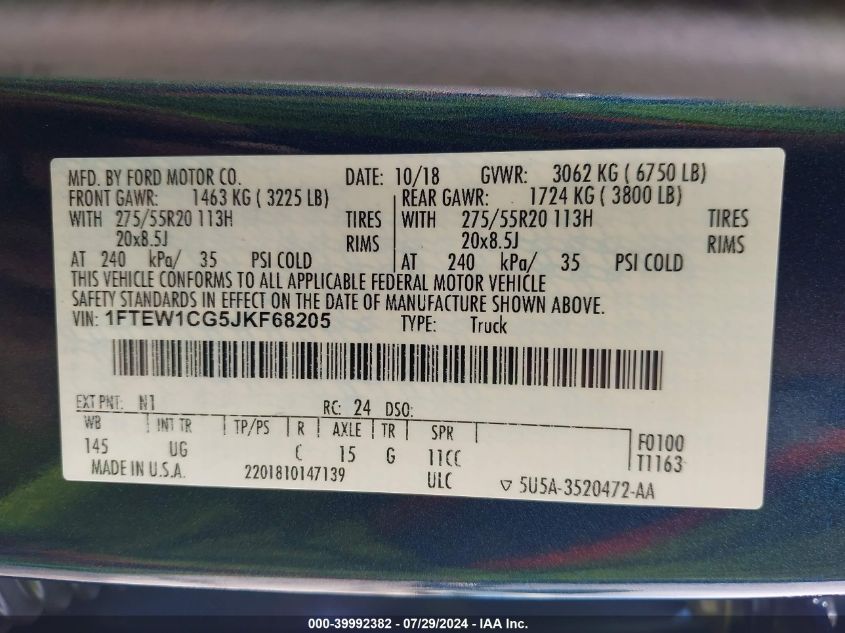 MFD. BY FORD MOTOR CO. DATE: 10/18 GVWR: 3062 KG ( 6750 LB)
FRONT GAWR: 1463 KG ( 3225 LB) REAR GAWR: 1724 KG ( 3800 LB)
WITH 275/55R20 113H TIRES WITH 275/55R20 113H TIRES
20x8.5J RIMS 20x8.5J RIMS
AT 240 kPa/ 35 PSI COLD AT 240 kPa/ 35 PSI COLD
THIS VEHICLE CONFORMS TO ALL APPLICABLE FEDERAL MOTOR VEHICLE
SAFETY STANDARDS IN EFFECT ON THE DATE OF MANUFACTURE SHOWN ABOVE.
VIN: 1FTEW1CG5JKF68205 TYPE: Truck
EXT PNT: N1 RC: 24 DSO:
WB INT TR TP/PS R AXLE TR SPR F0100
145 UG C 15 G 11CC T1163
MADE IN U.S.A. 2201810147139 ULC 5U5A-3520472-AA
000-39992382 / 07/29/2024 - IAA Inc.